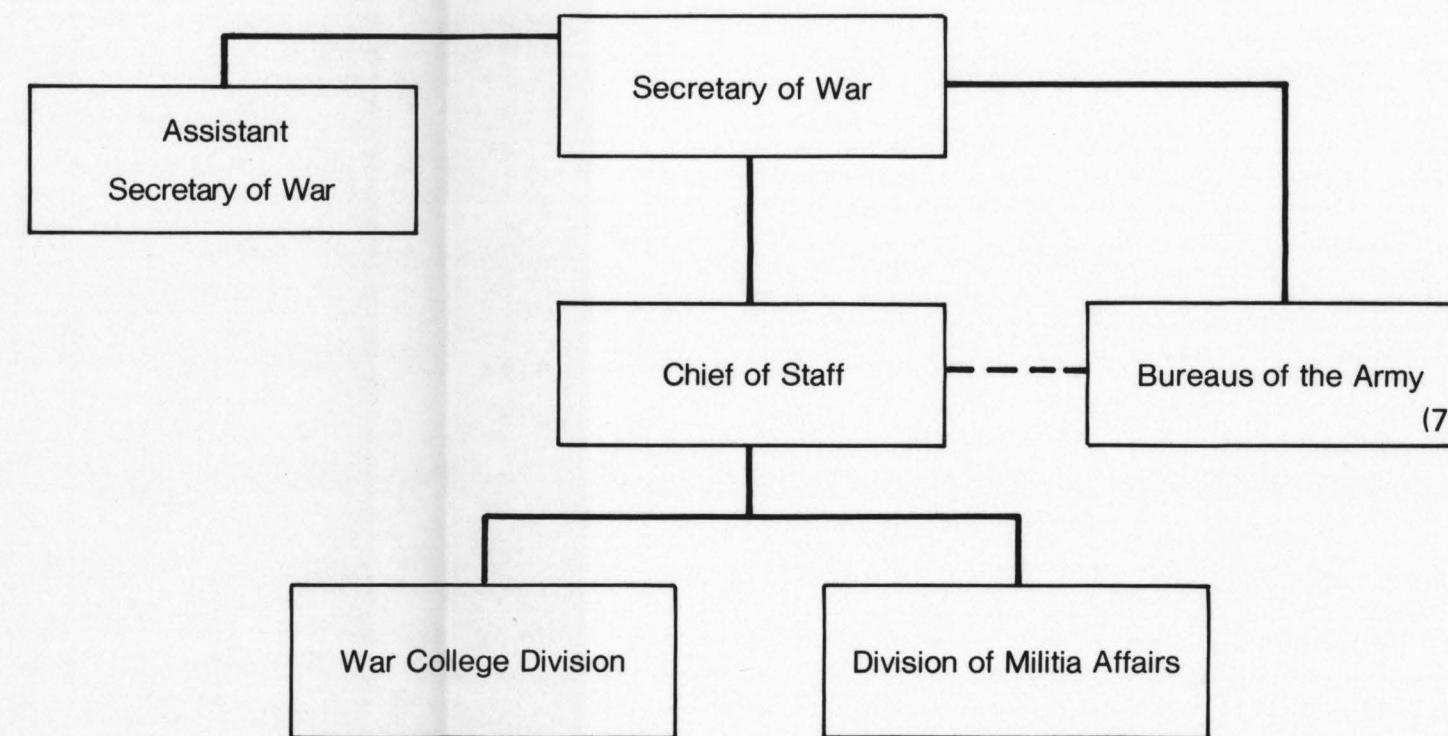 Secretary of War
Assistant
Secretary of War
Chief of Staff
Bureaus of the Army
(7
War College Division
Division of Militia Affairs